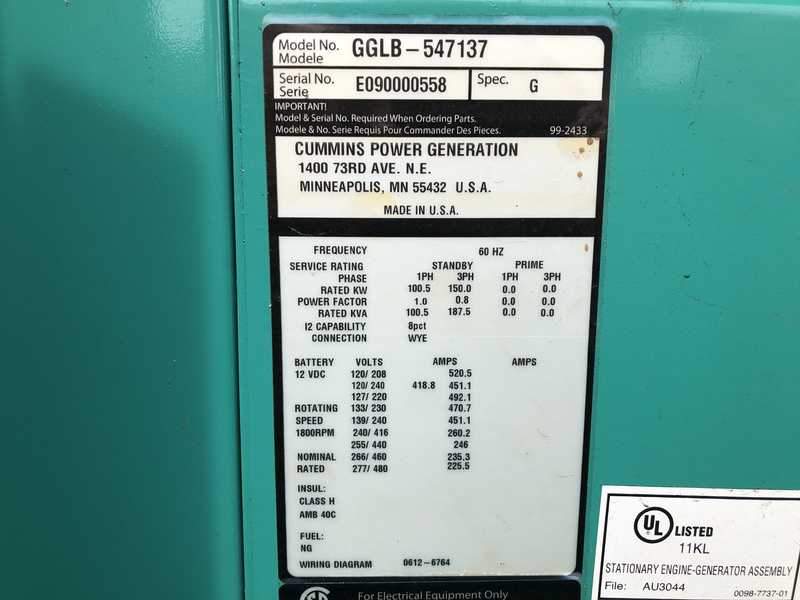 Model No. GGLB-547137
Modele
Serial No. E090000558 Spec. G
Serie
IMPORTANT!
Model & Serial No. Required When Ordering Parts.
Modele & No. Serie Requis Pour Commander Des Pieces. 99-2433
CUMMINS POWER GENERATION
1400 73RD AVE. N.E.
MINNEAPOLIS, MN 55432 U.S.A.
MADE IN U.S.A.
FREQUENCY 60 HZ
SERVICE RATING STANDBY PRIME
PHASE 1PH 3PH 1PH 3PH
RATED KW 100.5 150.0 0.0 0.0
POWER FACTOR 1.0 0.8 0.0 0.0
RATED KVA 100.5 187.5 0.0 0.0
I2 CAPABILITY 8pct
CONNECTION WYE
BATTERY VOLTS AMPS AMPS
12 VDC 120/208 520.5
120/240 418.8 451.1
127/220 492.1
ROTATING 133/230 470.7
SPEED 139/240 451.1
1800RPM 240/416 260.2
255/440 246
NOMINAL 266/460 235.3
RATED 277/480 225.5
INSUL:
CLASS H
AMB 40C
FUEL:
NG
WIRING DIAGRAM 0612-6764
For Electrical Equipment Only
UL LISTED
11KL
STATIONARY ENGINE-GENERATOR ASSEMBLY
File: AU3044 0098-7737-01